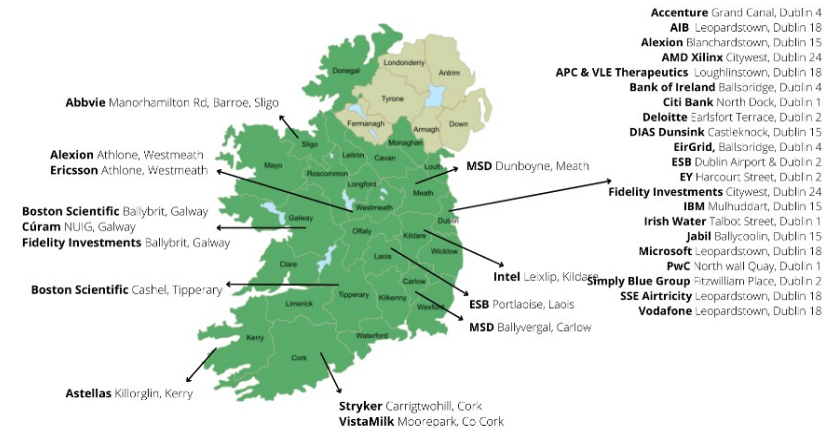 Accenture Grand Canal, Dublin 4
AIB Leopardstown, Dublin 18
Alexion Blanchardstown, Dublin 15
AMD Xilinx Citywest, Dublin 24
APC & VLE Therapeutics Loughlinstown, Dublin 18
Bank of Ireland Ballsbridge, Dublin 4
Citi Bank North Dock, Dublin 1
Deloitte Earlsfort Terrace, Dublin 2
DIAS Dunsink Castleknock, Dublin 15
EirGrid, Ballsbridge, Dublin 4
ESB Dublin Airport & Dublin 2
EY Harcourt Street, Dublin 2
Fidelity Investments Citywest, Dublin 24
IBM Mulhuddart, Dublin 15
Irish Water Talbot Street, Dublin 1
Jabil Ballycoolin, Dublin 15
Microsoft Leopardstown, Dublin 18
PwC North wall Quay, Dublin 1
Simply Blue Group Fitzwilliam Place, Dublin 2
SSE Airtricity Leopardstown, Dublin 18
Vodafone Leopardstown, Dublin 18
Abbvie Manorhamilton Rd, Barroe, Sligo
Alexion Athlone, Westmeath
Ericsson Athlone, Westmeath
Boston Scientific Ballybrit, Galway
Cúram NUIG, Galway
Fidelity Investments Ballybrit, Galway
Boston Scientific Cashel, Tipperary
Astellas Killorglin, Kerry
Stryker Carrigtwohill, Cork
VistaMilk Moorepark, Co Cork
MSD Dunboyne, Meath
Intel Leixlip, Kildare
ESB Portlaoise, Laois
MSD Ballyvergal, Carlow
Donegal
Londonderry
Antrim
Tyrone
Fermanagh
Armagh
Down
Monaghan
Sligo
Leitrim
Cavan
Louth
Mayo
Roscommon
Longford
Meath
Westmeath
Galway
Offaly
Kildare
Dublin
Wicklow
Laois
Clare
Carlow
Tipperary
Kilkenny
Wexford
Limerick
Waterford
Kerry
Cork